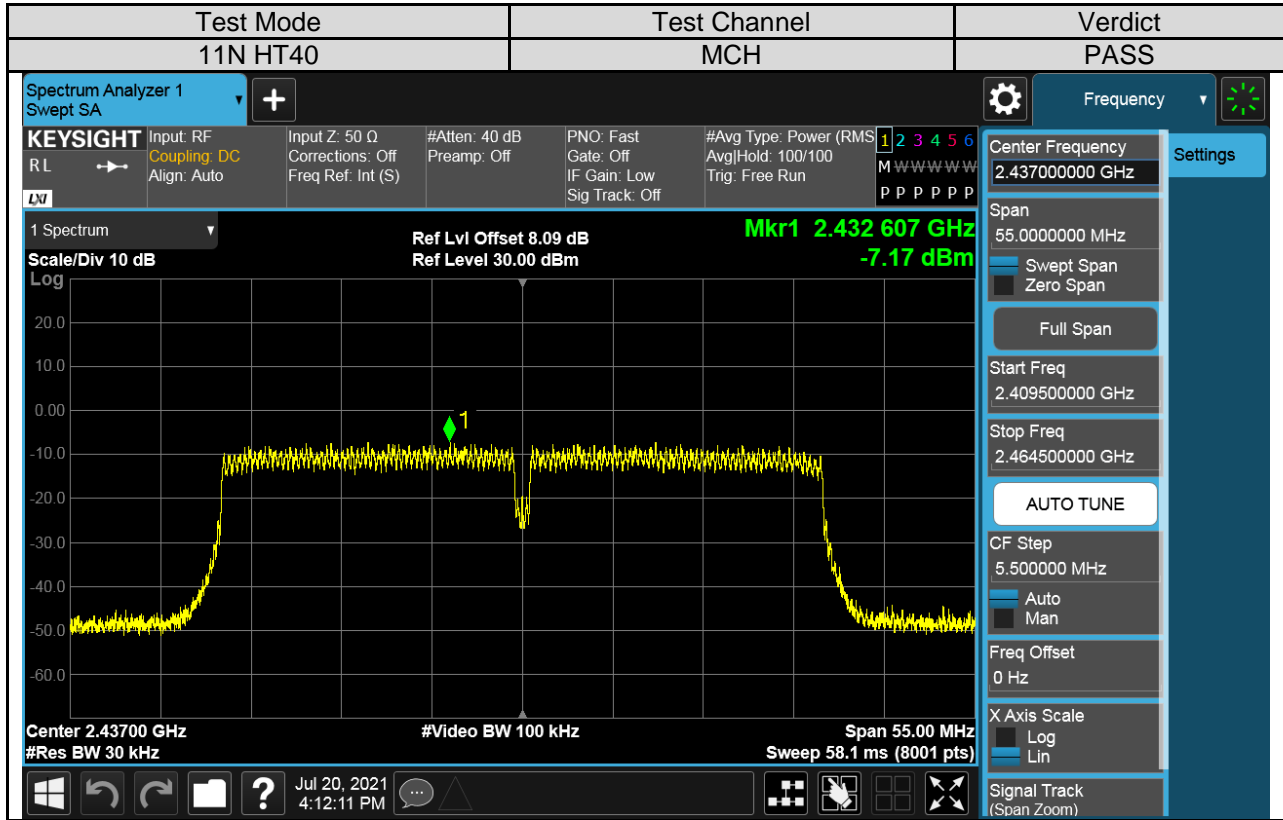 Test Mode Test Channel Verdict
11N HT40 MCH PASS
Spectrum Analyzer 1
Swept SA
+
Frequency
KEYSIGHT
R L
LXI
Input: RF
Coupling: DC
Align: Auto
Input Z: 50 Ω
Corrections: Off
Freq Ref: Int (S)
#Atten: 40 dB
Preamp: Off
PNO: Fast
Gate: Off
IF Gain: Low
Sig Track: Off
#Avg Type: Power (RMS
Avg|Hold: 100/100
Trig: Free Run
1 2 3 4 5 6
M W W W W W
P P P P P P
1 Spectrum
Scale/Div 10 dB
Log
Ref Lvl Offset 8.09 dB
Ref Level 30.00 dBm
Mkr1 2.432 607 GHz
-7.17 dBm
20.0
10.0
0.00
1
-10.0
-20.0
-30.0
-40.0
-50.0
-60.0
Center 2.43700 GHz
#Res BW 30 kHz
#Video BW 100 kHz
Span 55.00 MHz
Sweep 58.1 ms (8001 pts)
Center Frequency
2.437000000 GHz
Settings
Span
55.0000000 MHz
Swept Span
Zero Span
Full Span
Start Freq
2.409500000 GHz
Stop Freq
2.464500000 GHz
AUTO TUNE
CF Step
5.500000 MHz
Auto
Man
Freq Offset
0 Hz
X Axis Scale
Log
Lin
Signal Track
(Span Zoom)
?
Jul 20, 2021
4:12:11 PM